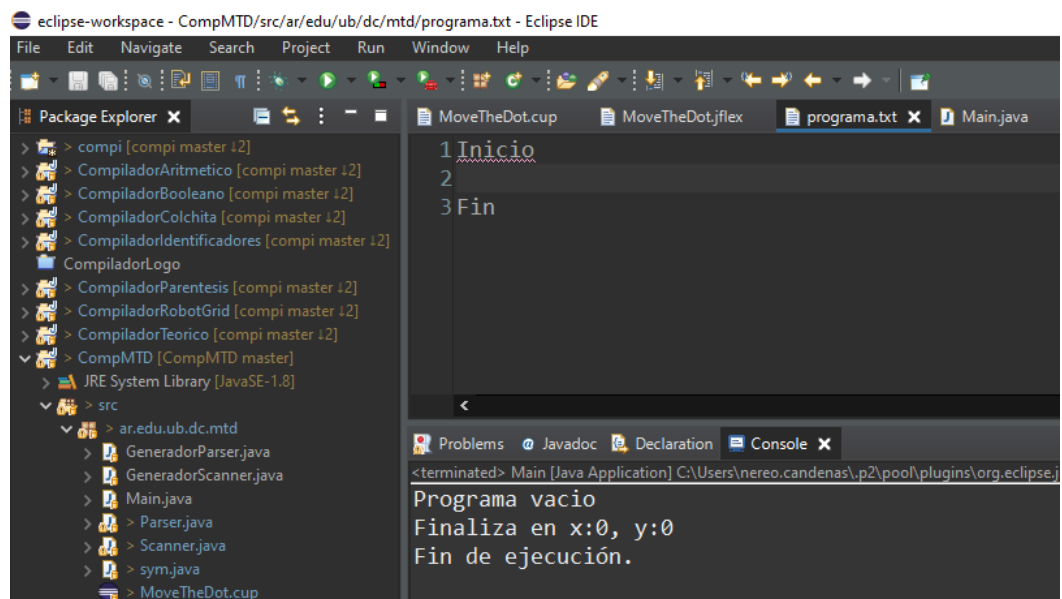 eclipse-workspace - CompMTD/src/ar/edu/ub/dc/mtd/programa.txt - Eclipse IDE
File Edit Navigate Search Project Run Window Help
Package Explorer
MoveTheDot.cup MoveTheDot.jflex programa.txt Main.java
> compi [compi master ↓2]
> CompiladorAritmetico [compi master ↓2]
> CompiladorBooleano [compi master ↓2]
> CompiladorColchita [compi master ↓2]
> CompiladorIdentificadores [compi master ↓2]
CompiladorLogo
> CompiladorParentesis [compi master ↓2]
> CompiladorRobotGrid [compi master ↓2]
> CompiladorTeorico [compi master ↓2]
> CompMTD [CompMTD master]
JRE System Library [JavaSE-1.8]
> src
> ar.edu.ub.dc.mtd
GeneradorParser.java
GeneradorScanner.java
Main.java
> Parser.java
> Scanner.java
> sym.java
> MoveTheDot.cup
1 Inicio
2
3 Fin
Problems Javadoc Declaration Console
<terminated> Main [Java Application] C:\Users\nereo.candenas\.p2\pool\plugins\org.eclipse.j
Programa vacio
Finaliza en x:0, y:0
Fin de ejecución.